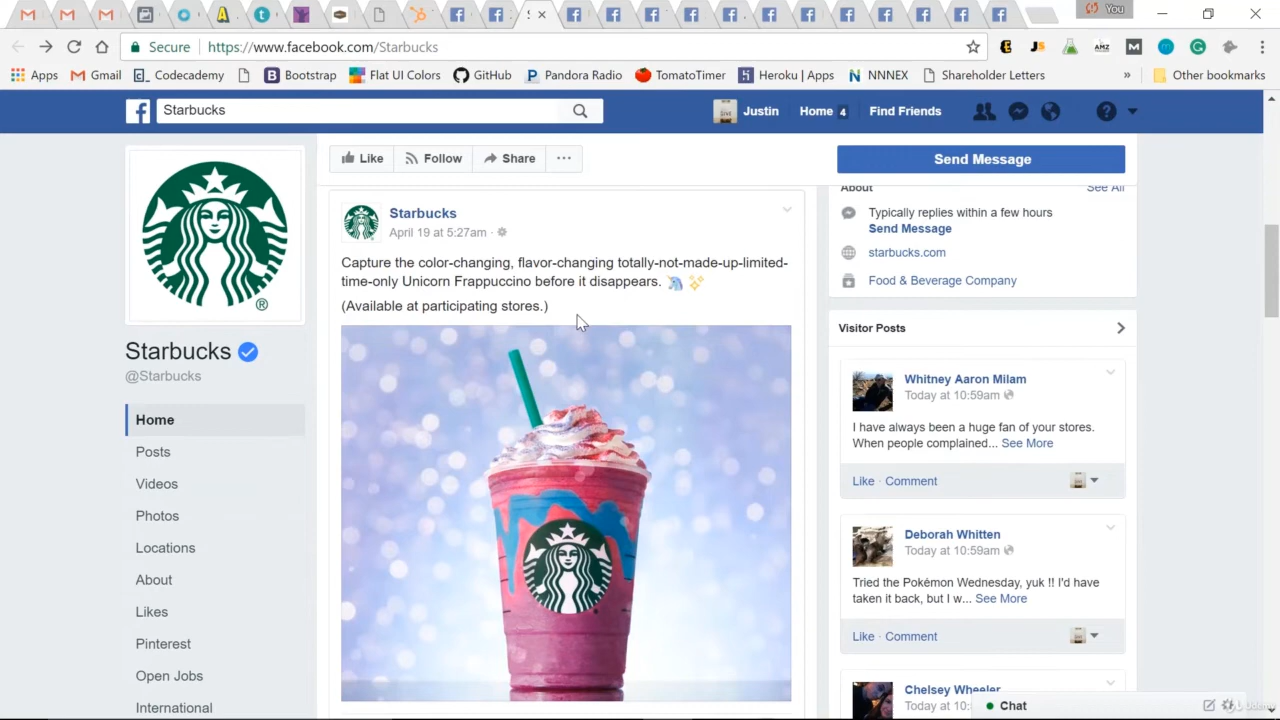 You
Secure
https://www.facebook.com/Starbucks
Apps
Gmail
Codecademy
Bootstrap
Flat UI Colors
GitHub
Pandora Radio
TomatoTimer
Heroku | Apps
NNNEX
Shareholder Letters
»
Other bookmarks
Starbucks
Justin
Home 4
Find Friends
Like
Follow
Share
Send Message
Starbucks
@Starbucks
Home
Posts
Videos
Photos
Locations
About
Likes
Pinterest
Open Jobs
International
Starbucks
April 19 at 5:27am ·
Capture the color-changing, flavor-changing totally-not-made-up-limited-
time-only Unicorn Frappuccino before it disappears.
(Available at participating stores.)
About
See All
Typically replies within a few hours
Send Message
starbucks.com
Food & Beverage Company
Visitor Posts
Whitney Aaron Milam
Today at 10:59am
I have always been a huge fan of your stores.
When people complained... See More
Like · Comment
Deborah Whitten
Today at 10:59am
Tried the Pokémon Wednesday, yuk !! I'd have
taken it back, but I w... See More
Like · Comment
Chelsey Wheeler
Today at 10:
Chat